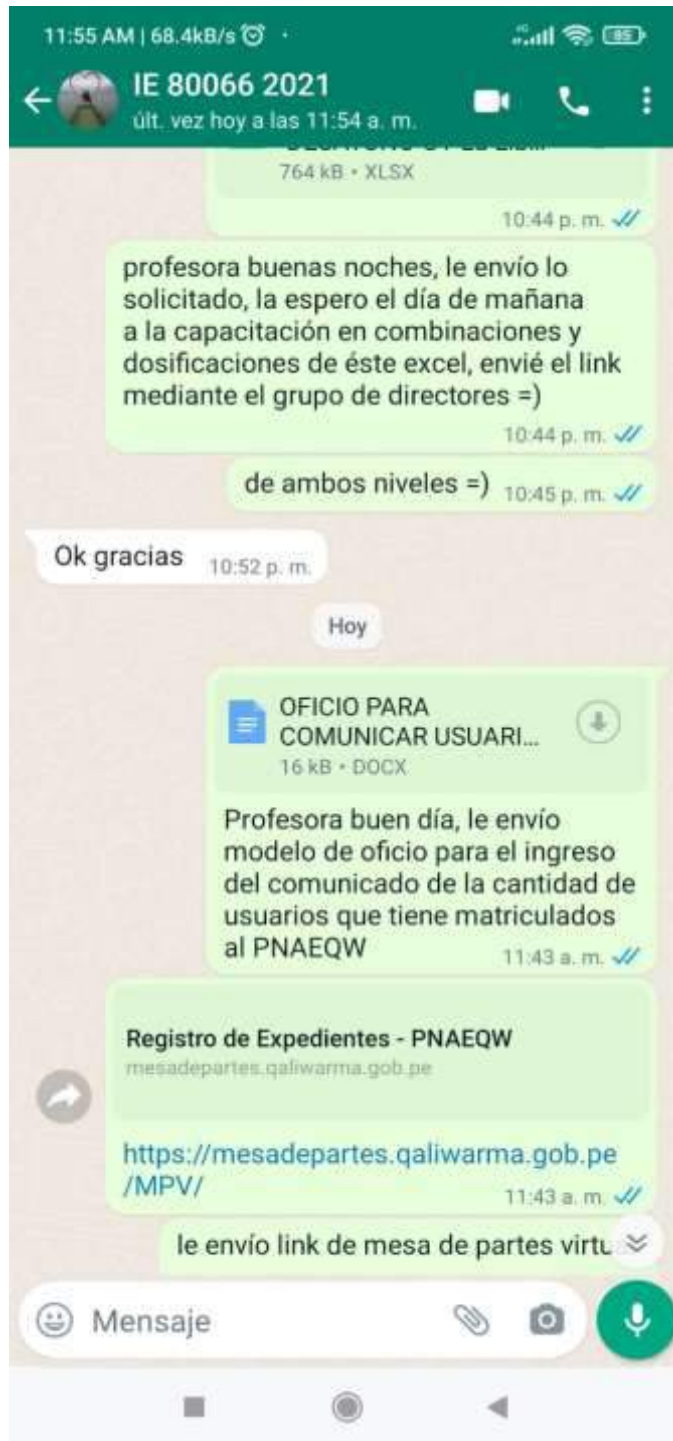 11:55 AM | 68.4kB/s
85
IE 80066 2021
últ. vez hoy a las 11:54 a. m.
764 kB • XLSX
10:44 p. m.
profesora buenas noches, le envío lo
solicitado, la espero el día de mañana
a la capacitación en combinaciones y
dosificaciones de éste excel, envié el link
mediante el grupo de directores =)
10:44 p. m.
de ambos niveles =) 10:45 p. m.
Ok gracias 10:52 p. m.
Hoy
OFICIO PARA
COMUNICAR USUARI...
16 kB • DOCX
Profesora buen día, le envío
modelo de oficio para el ingreso
del comunicado de la cantidad de
usuarios que tiene matriculados
al PNAEQW 11:43 a. m.
Registro de Expedientes - PNAEQW
mesadepartes.qaliwarma.gob.pe
https://mesadepartes.qaliwarma.gob.pe
/MPV/ 11:43 a. m.
le envío link de mesa de partes virtu
Mensaje